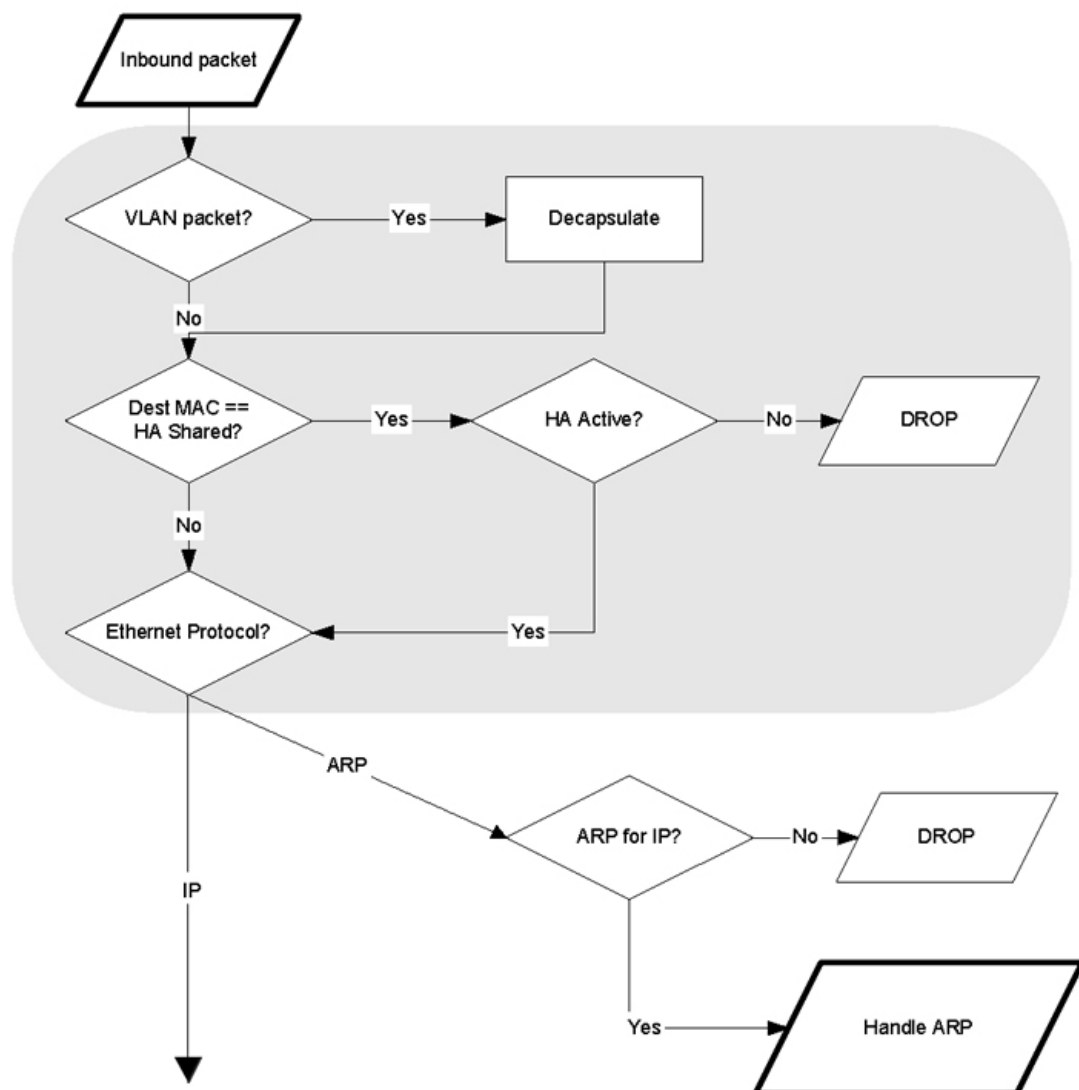 Inbound packet
VLAN packet?
Yes
Decapsulate
No
Dest MAC ==
HA Shared?
Yes
HA Active?
No
DROP
No
Ethernet Protocol?
Yes
ARP
ARP for IP?
No
DROP
IP
Yes
Handle ARP